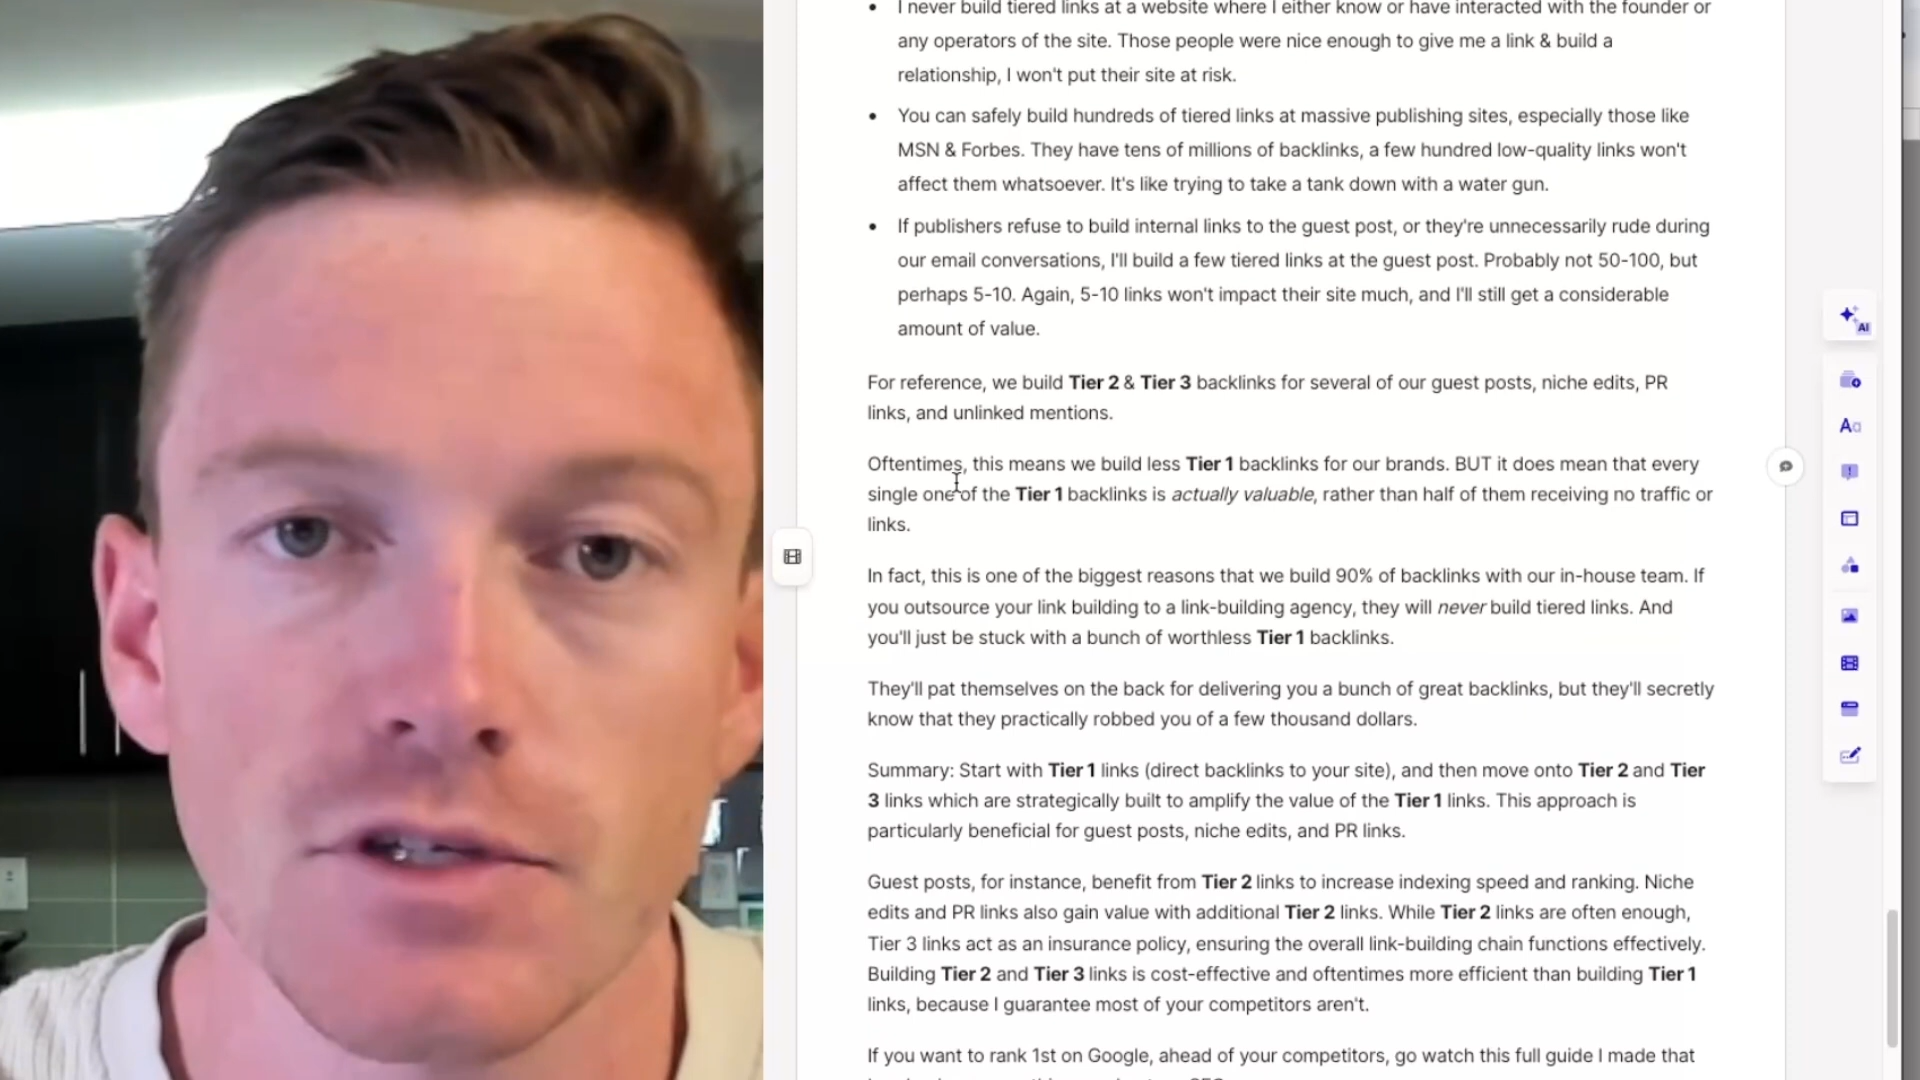 • I never build tiered links at a website where I either know or have interacted with the founder or
any operators of the site. Those people were nice enough to give me a link & build a
relationship, I won't put their site at risk.
• You can safely build hundreds of tiered links at massive publishing sites, especially those like
MSN & Forbes. They have tens of millions of backlinks, a few hundred low-quality links won't
affect them whatsoever. It's like trying to take a tank down with a water gun.
• If publishers refuse to build internal links to the guest post, or they're unnecessarily rude during
our email conversations, I'll build a few tiered links at the guest post. Probably not 50-100, but
perhaps 5-10. Again, 5-10 links won't impact their site much, and I'll still get a considerable
amount of value.
For reference, we build Tier 2 & Tier 3 backlinks for several of our guest posts, niche edits, PR
links, and unlinked mentions.
Oftentimes, this means we build less Tier 1 backlinks for our brands. BUT it does mean that every
single one of the Tier 1 backlinks is actually valuable, rather than half of them receiving no traffic or
links.
In fact, this is one of the biggest reasons that we build 90% of backlinks with our in-house team. If
you outsource your link building to a link-building agency, they will never build tiered links. And
you'll just be stuck with a bunch of worthless Tier 1 backlinks.
They'll pat themselves on the back for delivering you a bunch of great backlinks, but they'll secretly
know that they practically robbed you of a few thousand dollars.
Summary: Start with Tier 1 links (direct backlinks to your site), and then move onto Tier 2 and Tier
3 links which are strategically built to amplify the value of the Tier 1 links. This approach is
particularly beneficial for guest posts, niche edits, and PR links.
Guest posts, for instance, benefit from Tier 2 links to increase indexing speed and ranking. Niche
edits and PR links also gain value with additional Tier 2 links. While Tier 2 links are often enough,
Tier 3 links act as an insurance policy, ensuring the overall link-building chain functions effectively.
Building Tier 2 and Tier 3 links is cost-effective and oftentimes more efficient than building Tier 1
links, because I guarantee most of your competitors aren't.
If you want to rank 1st on Google, ahead of your competitors, go watch this full guide I made that
AI
Aa